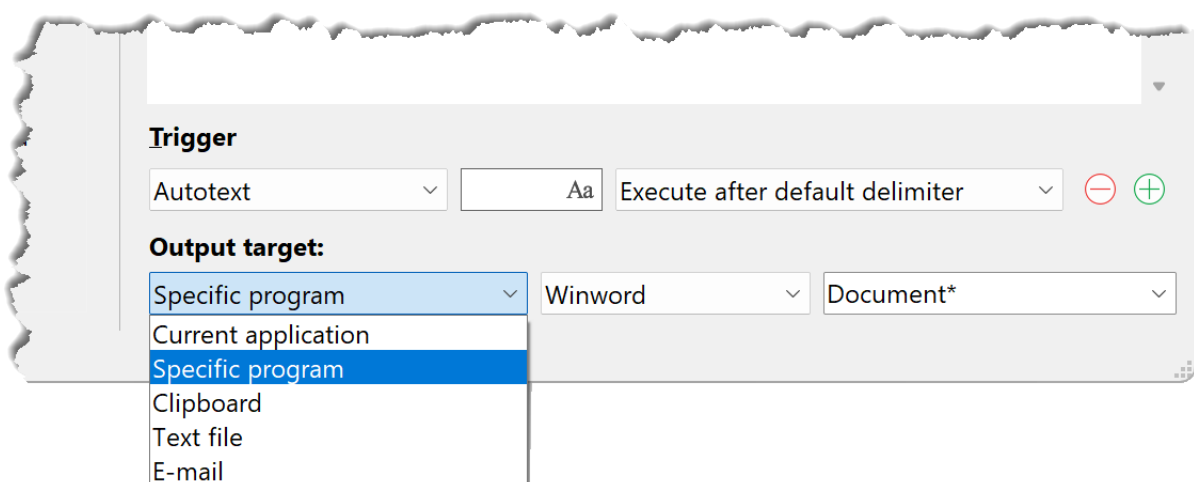 Trigger
Autotext Aa Execute after default delimiter
Output target:
Specific program Winword Document*
Current application
Specific program
Clipboard
Text file
E-mail